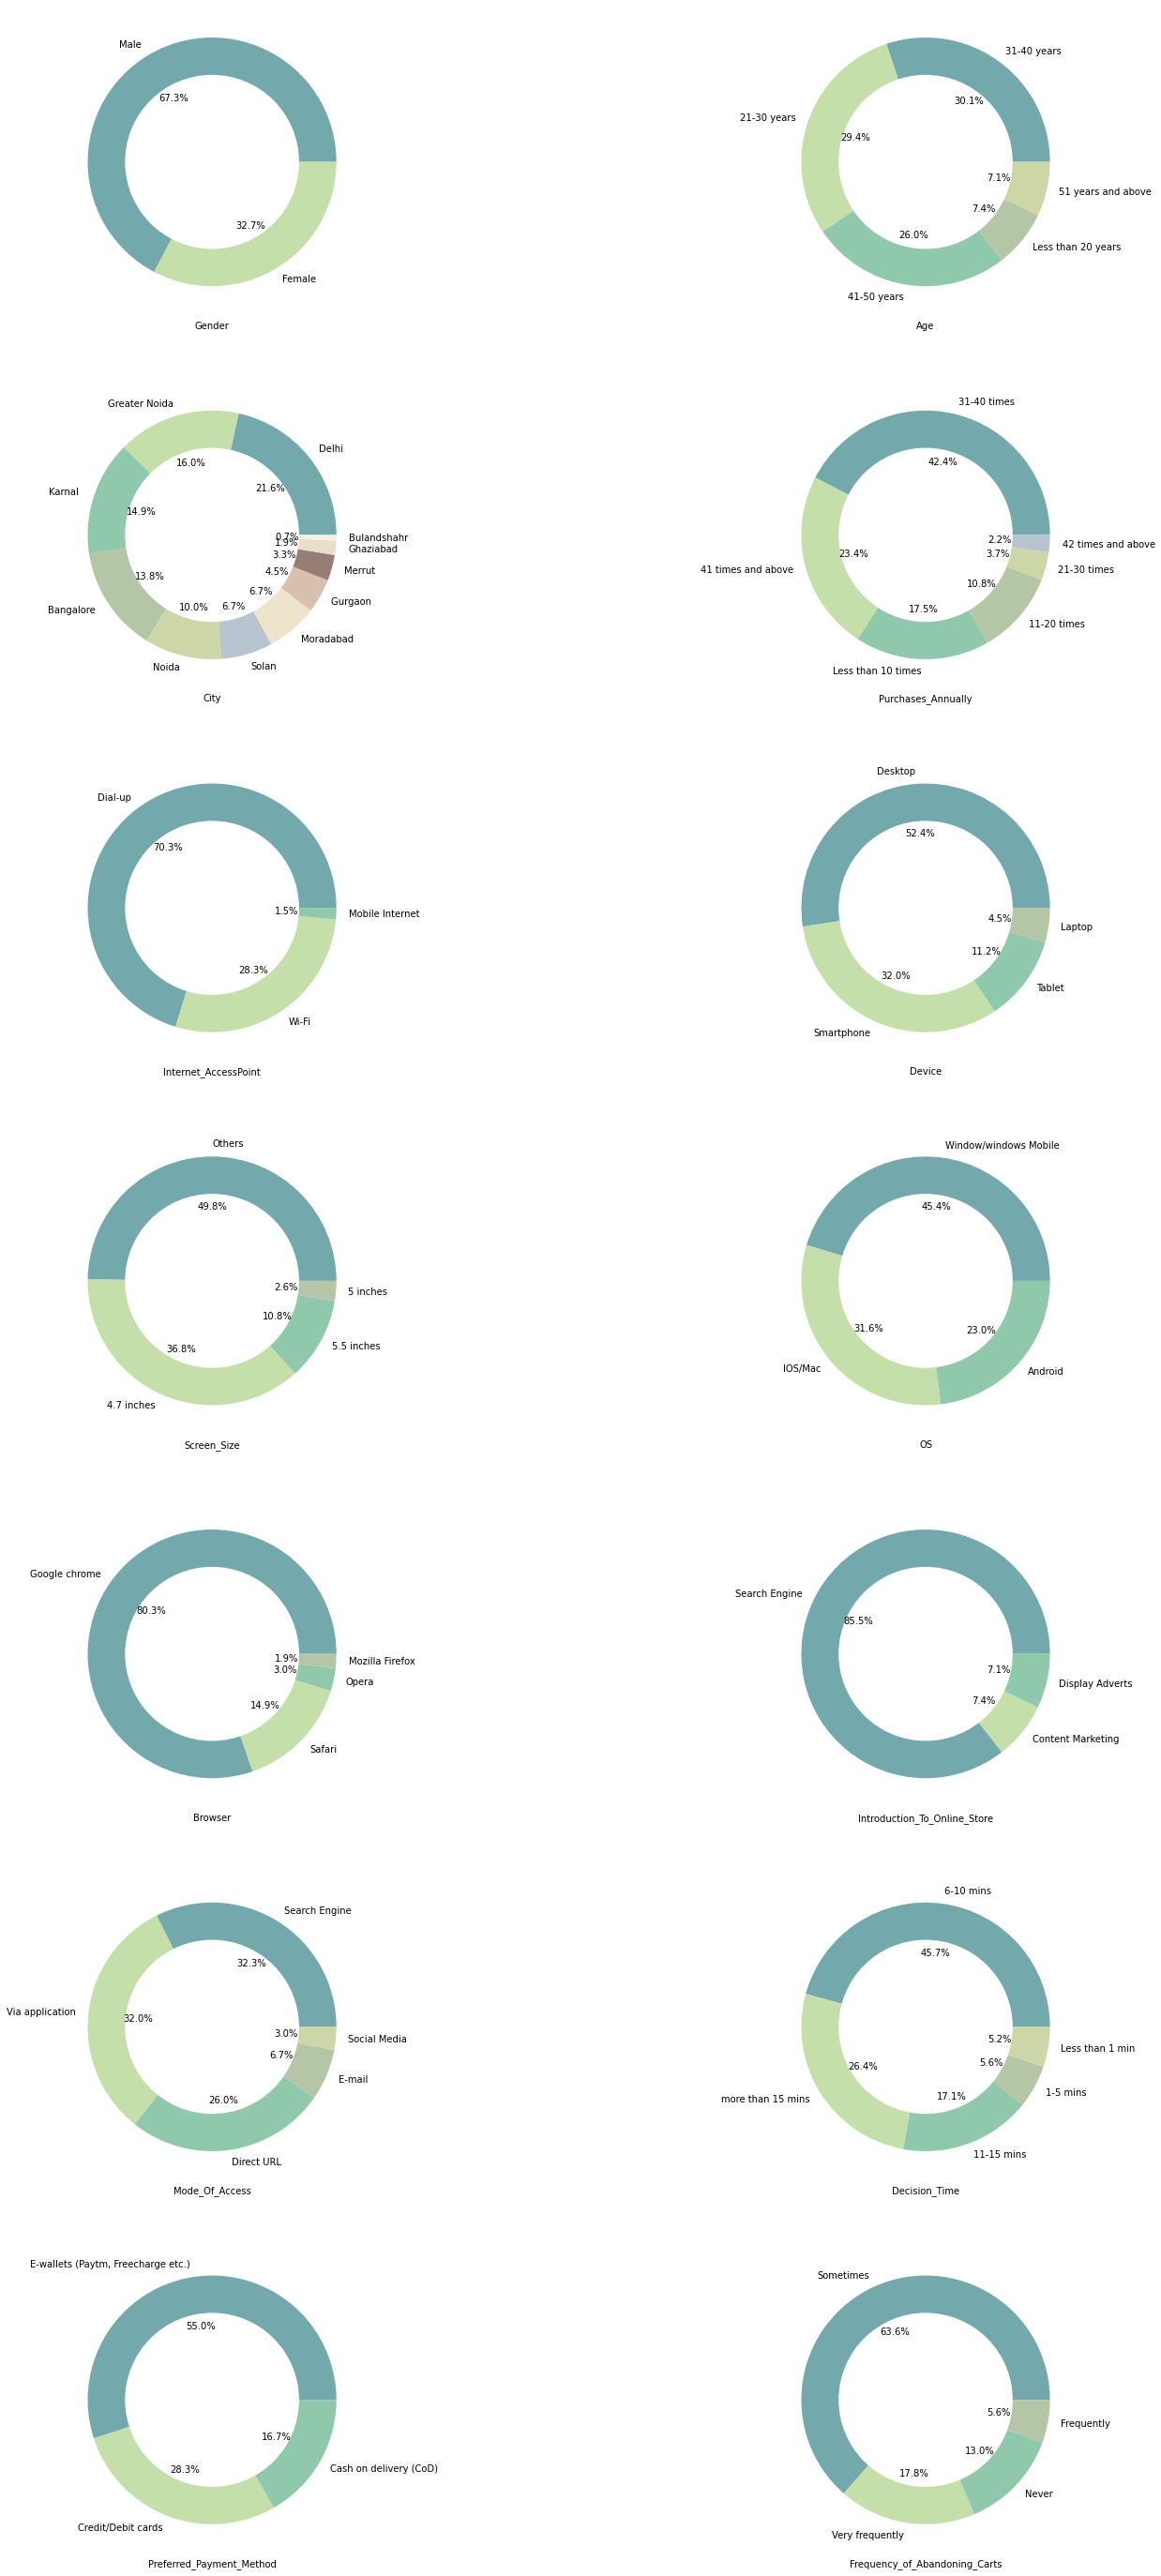 Male
67.3%
32.7%
Female
Gender
31-40 years
30.1%
21-30 years
29.4%
7.1%
51 years and above
7.4%
26.0%
Less than 20 years
41-50 years
Age
Greater Noida
Delhi
16.0%
21.6%
Karnal
14.9%
0.7%
Bulandshahr
1.9%
Ghaziabad
3.3%
Merrut
4.5%
13.8%
6.7%
Gurgaon
Bangalore
10.0%
6.7%
Moradabad
Noida
Solan
City
31-40 times
42.4%
2.2%
42 times and above
23.4%
3.7%
41 times and above
21-30 times
10.8%
17.5%
11-20 times
Less than 10 times
Purchases_Annually
Dial-up
70.3%
1.5%
Mobile Internet
28.3%
Wi-Fi
Internet_AccessPoint
Desktop
52.4%
4.5%
Laptop
11.2%
32.0%
Tablet
Smartphone
Device
Others
49.8%
2.6%
5 inches
10.8%
5.5 inches
36.8%
4.7 inches
Screen_Size
Window/windows Mobile
45.4%
31.6%
23.0%
IOS/Mac
Android
OS
Google chrome
80.3%
1.9%
Mozilla Firefox
3.0%
Opera
14.9%
Safari
Browser
Search Engine
85.5%
7.1%
Display Adverts
7.4%
Content Marketing
Introduction_To_Online_Store
Search Engine
32.3%
Via application
32.0%
3.0%
Social Media
6.7%
E-mail
26.0%
Direct URL
Mode_Of_Access
6-10 mins
45.7%
5.2%
Less than 1 min
26.4%
5.6%
more than 15 mins
1-5 mins
17.1%
11-15 mins
Decision_Time
E-wallets (Paytm, Freecharge etc.)
55.0%
16.7%
28.3%
Cash on delivery (CoD)
Credit/Debit cards
Preferred_Payment_Method
Sometimes
63.6%
5.6%
Frequently
13.0%
17.8%
Never
Very frequently
Frequency_of_Abandoning_Carts